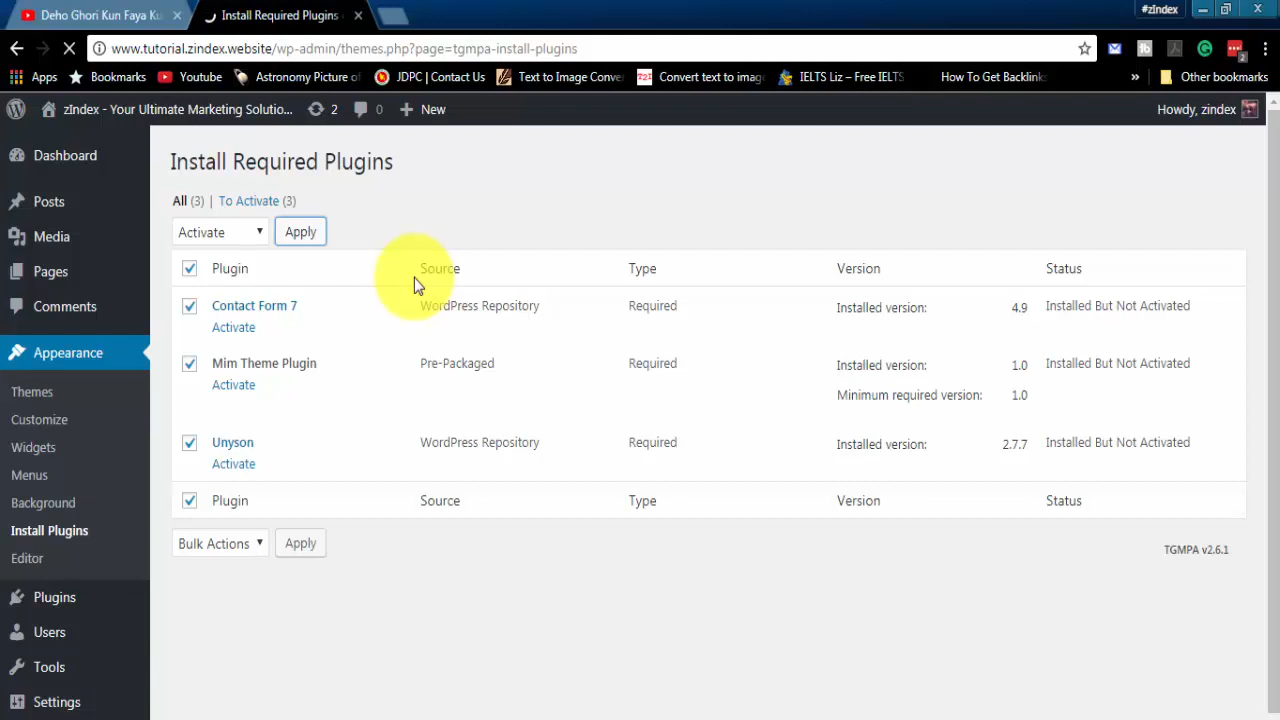 Deho Ghori Kun Faya Ku
Install Required Plugins
#zIndex
www.tutorial.zindex.website/wp-admin/themes.php?page=tgmpa-install-plugins
Apps Bookmarks Youtube Astronomy Picture of JDPC | Contact Us Text to Image Conve Convert text to imag IELTS Liz – Free IELTS How To Get Backlinks » Other bookmarks
zIndex - Your Ultimate Marketing Solutio... 2 0 New Howdy, zindex
Dashboard
Posts
Media
Pages
Comments
Appearance
Themes
Customize
Widgets
Menus
Background
Install Plugins
Editor
Plugins
Users
Tools
Settings
Install Required Plugins
All (3) | To Activate (3)
Activate Apply
Plugin Source Type Version Status
Contact Form 7 WordPress Repository Required Installed version: 4.9 Installed But Not Activated
Activate
Mim Theme Plugin Pre-Packaged Required Installed version: 1.0 Installed But Not Activated
Activate Minimum required version: 1.0
Unyson WordPress Repository Required Installed version: 2.7.7 Installed But Not Activated
Activate
Plugin Source Type Version Status
Bulk Actions Apply
TGMPA v2.6.1